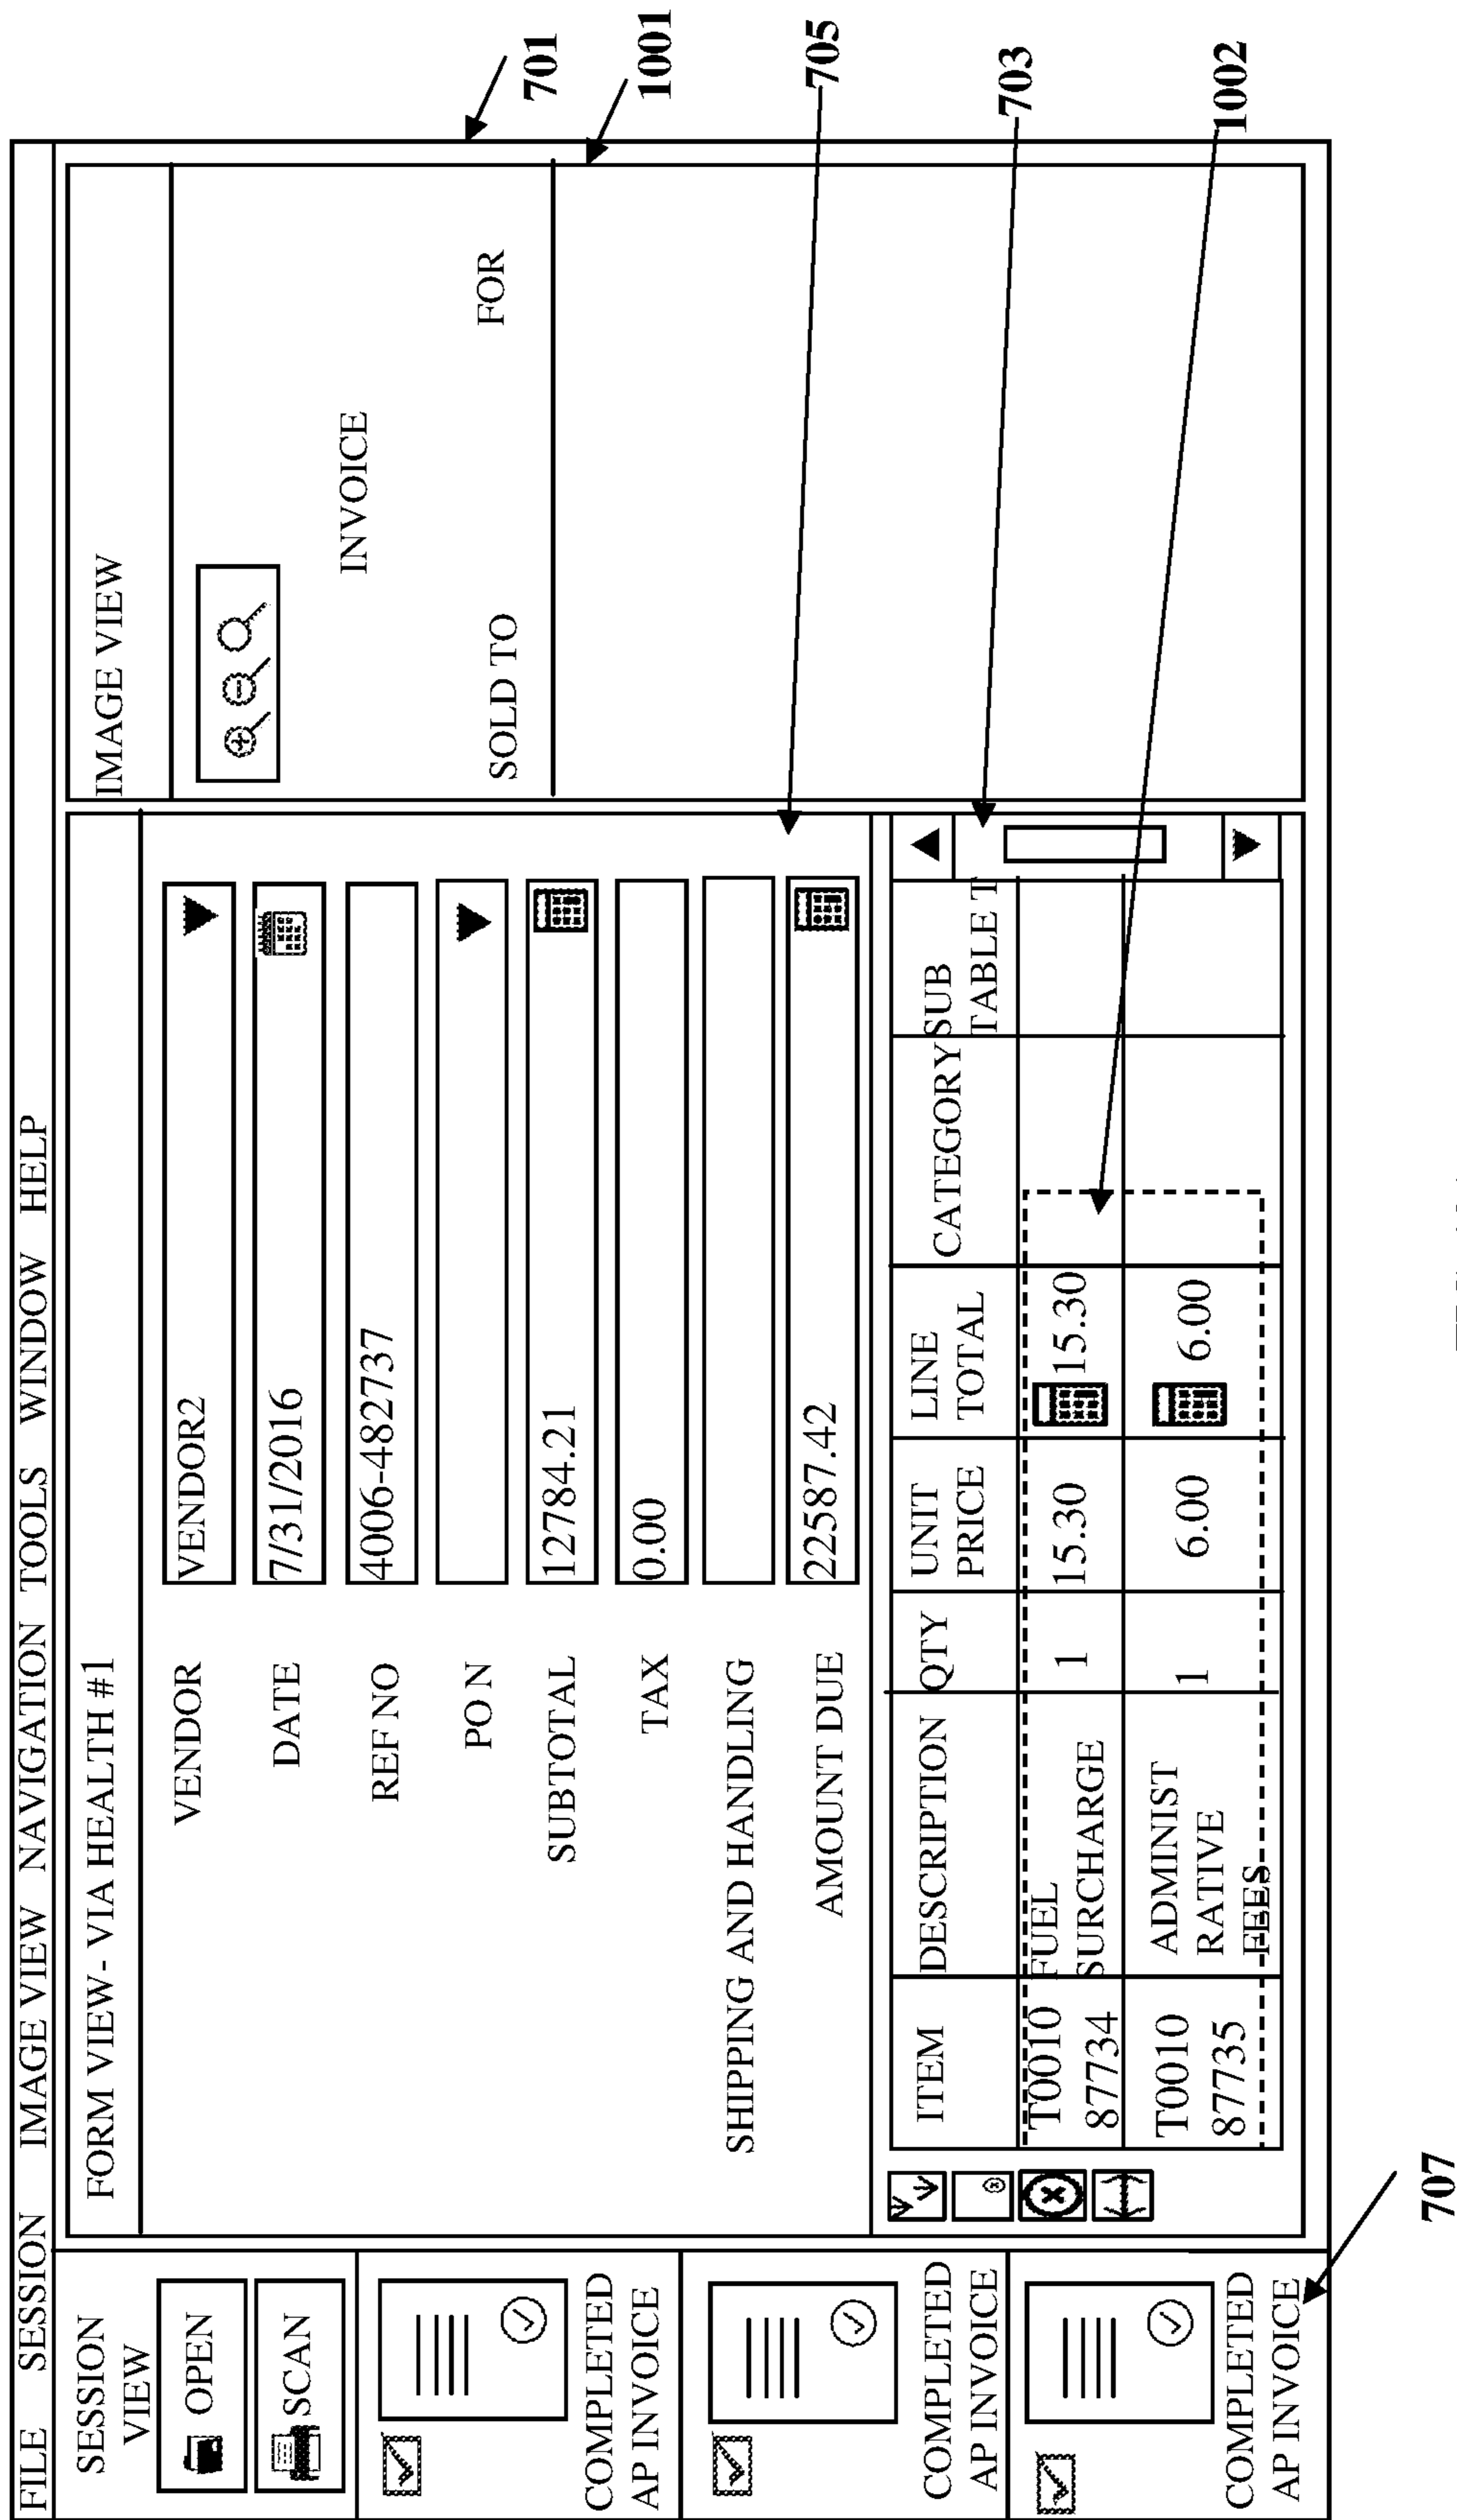 FILE SESSION IMAGE VIEW NAVIGATION TOOLS WINDOW HELP
SESSION
VIEW
OPEN
SCAN
COMPLETED
AP INVOICE
COMPLETED
AP INVOICE
COMPLETED
AP INVOICE
FORM VIEW- VIA HEALTH #1
VENDOR VENDOR2
DATE 7/31/2016
REF NO 4006-482737
PO N
SUBTOTAL 12784.21
TAX 0.00
SHIPPING AND HANDLING
AMOUNT DUE 22587.42
ITEM DESCRIPTION QTY UNIT PRICE LINE TOTAL CATEGORY SUB TABLE T
T0010 FUEL 1 15.30 15.30
87734 SURCHARGE
T0010 ADMINIST 1 6.00 6.00
87735 RATIVE
FEES
IMAGE VIEW
INVOICE
SOLD TO FOR
701
1001
705
703
1002
707